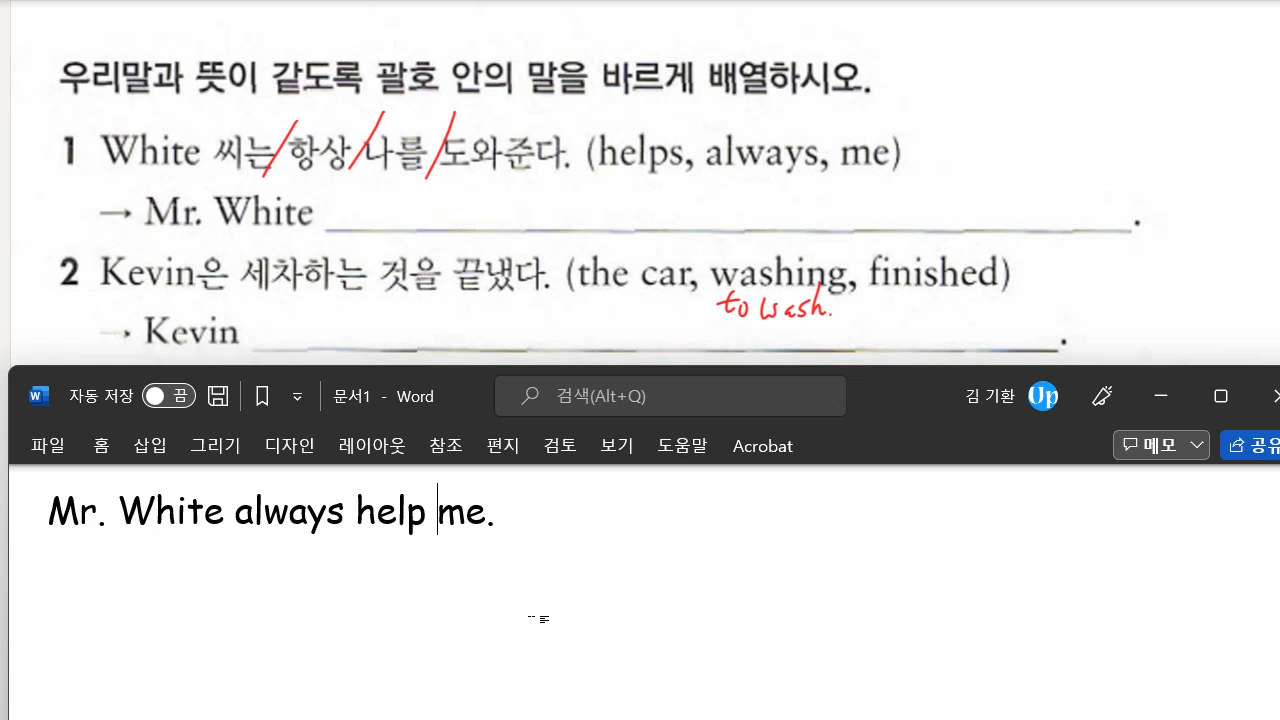 우리말과 뜻이 같도록 괄호 안의 말을 바르게 배열하시오.
1 White 씨는/항상/나를/도와준다. (helps, always, me)
→ Mr. White ____________________.
2 Kevin은 세차하는 것을 끝냈다. (the car, washing, finished)
to wash.
→ Kevin ____________________.
자동 저장 끔 문서1 - Word 검색(Alt+Q) 김 기환 Up
파일 홈 삽입 그리기 디자인 레이아웃 참조 편지 검토 보기 도움말 Acrobat 메모 공유
Mr. White always help me.